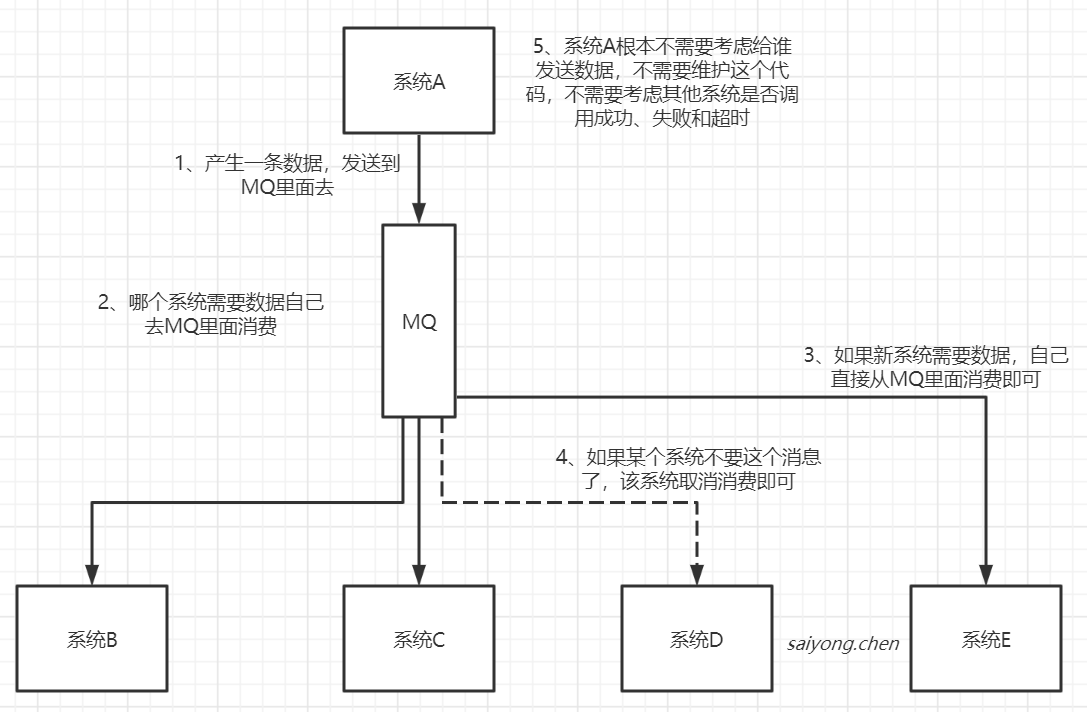 系统A
5、系统A根本不需要考虑给谁
发送数据，不需要维护这个代
码，不需要考虑其他系统是否调
用成功、失败和超时
1、产生一条数据，发送到
MQ里面去
2、哪个系统需要数据自己
去MQ里面消费
MQ
3、如果新系统需要数据，自己
直接从MQ里面消费即可
4、如果某个系统不要这个消息
了，该系统取消消费即可
系统B
系统C
系统D
saiyong.chen
系统E